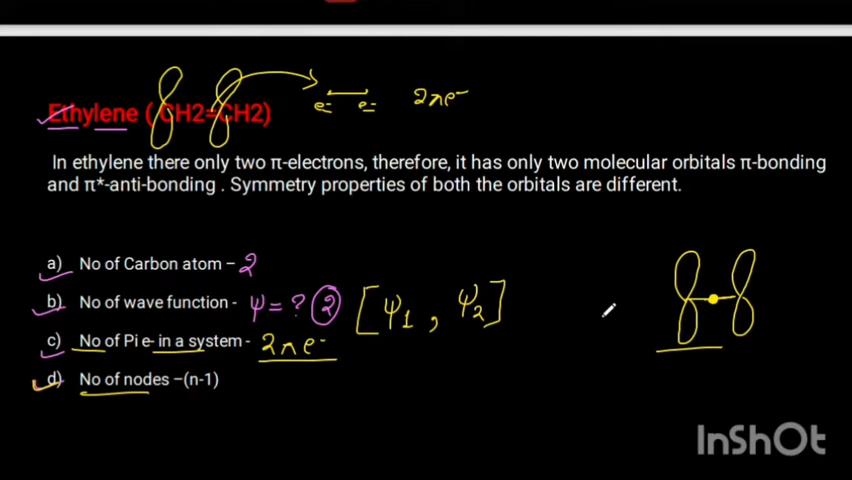 e- e- 2πe-
Ethylene ( CH2=CH2)
In ethylene there only two π-electrons, therefore, it has only two molecular orbitals π-bonding
and π*-anti-bonding . Symmetry properties of both the orbitals are different.
a) No of Carbon atom – 2
b) No of wave function - ψ = ? 2 [ψ1 , ψ2]
c) No of Pi e- in a system - 2πe-
d) No of nodes –(n-1)
InShOt